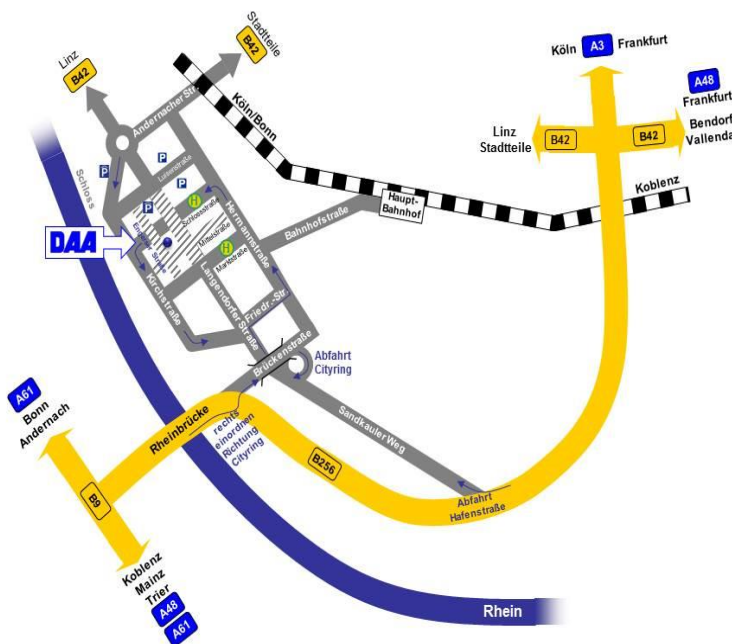 Köln A3 Frankfurt
Stadtteile
B42
Linz
B42
A48
Frankfurt
Bendorf
Vallenda
Linz
Stadtteile
B42
B42
Andernacher Str.
Köln/Bonn
P
P
P
P
Luisenstraße
Schloss
Koblenz
Haupt-
Bahnhof
H
Schlossstraße
Mittelstraße
H
Marktstraße
Hermannstraße
Bahnhofstraße
DAA
Engerser Straße
Kirchstraße
Langendorfer Straße
Friedr.-Str.
Brückenstraße
Abfahrt
Cityring
Sandkauler Weg
A61
Bonn
Andernach
Rheinbrücke
rechts
einordnen
Richtung
Cityring
B256
B9
Abfahrt
Hafenstraße
Koblenz
Mainz
Trier
A48
A61
Rhein